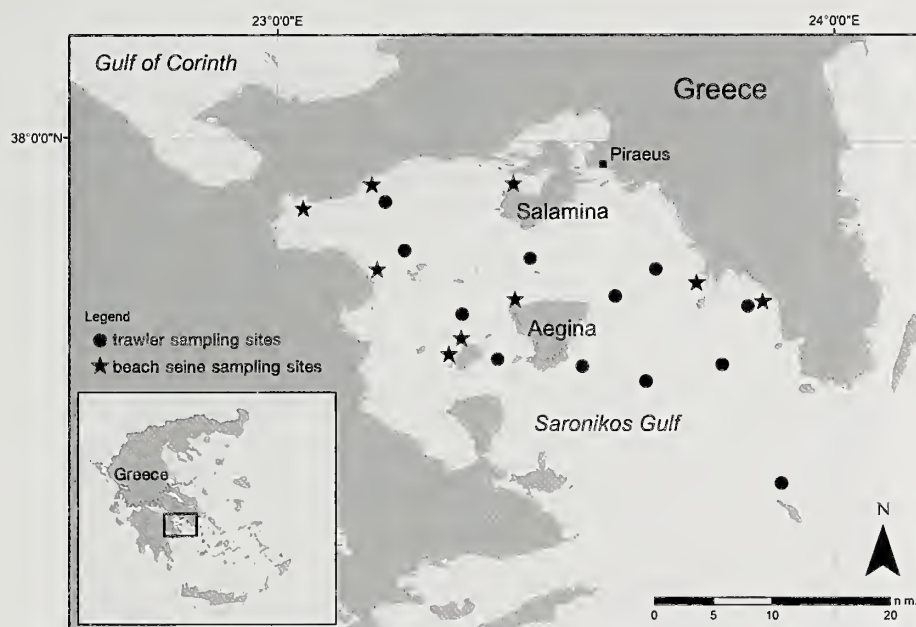 23°0'0"E
24°0'0"E
Gulf of Corinth
Greece
38°0'0"N
Piraeus
Salamina
Legend
trawler sampling sites
beach seine sampling sites
Aegina
Saronikos Gulf
Greece
N
n m.
0 5 10 20